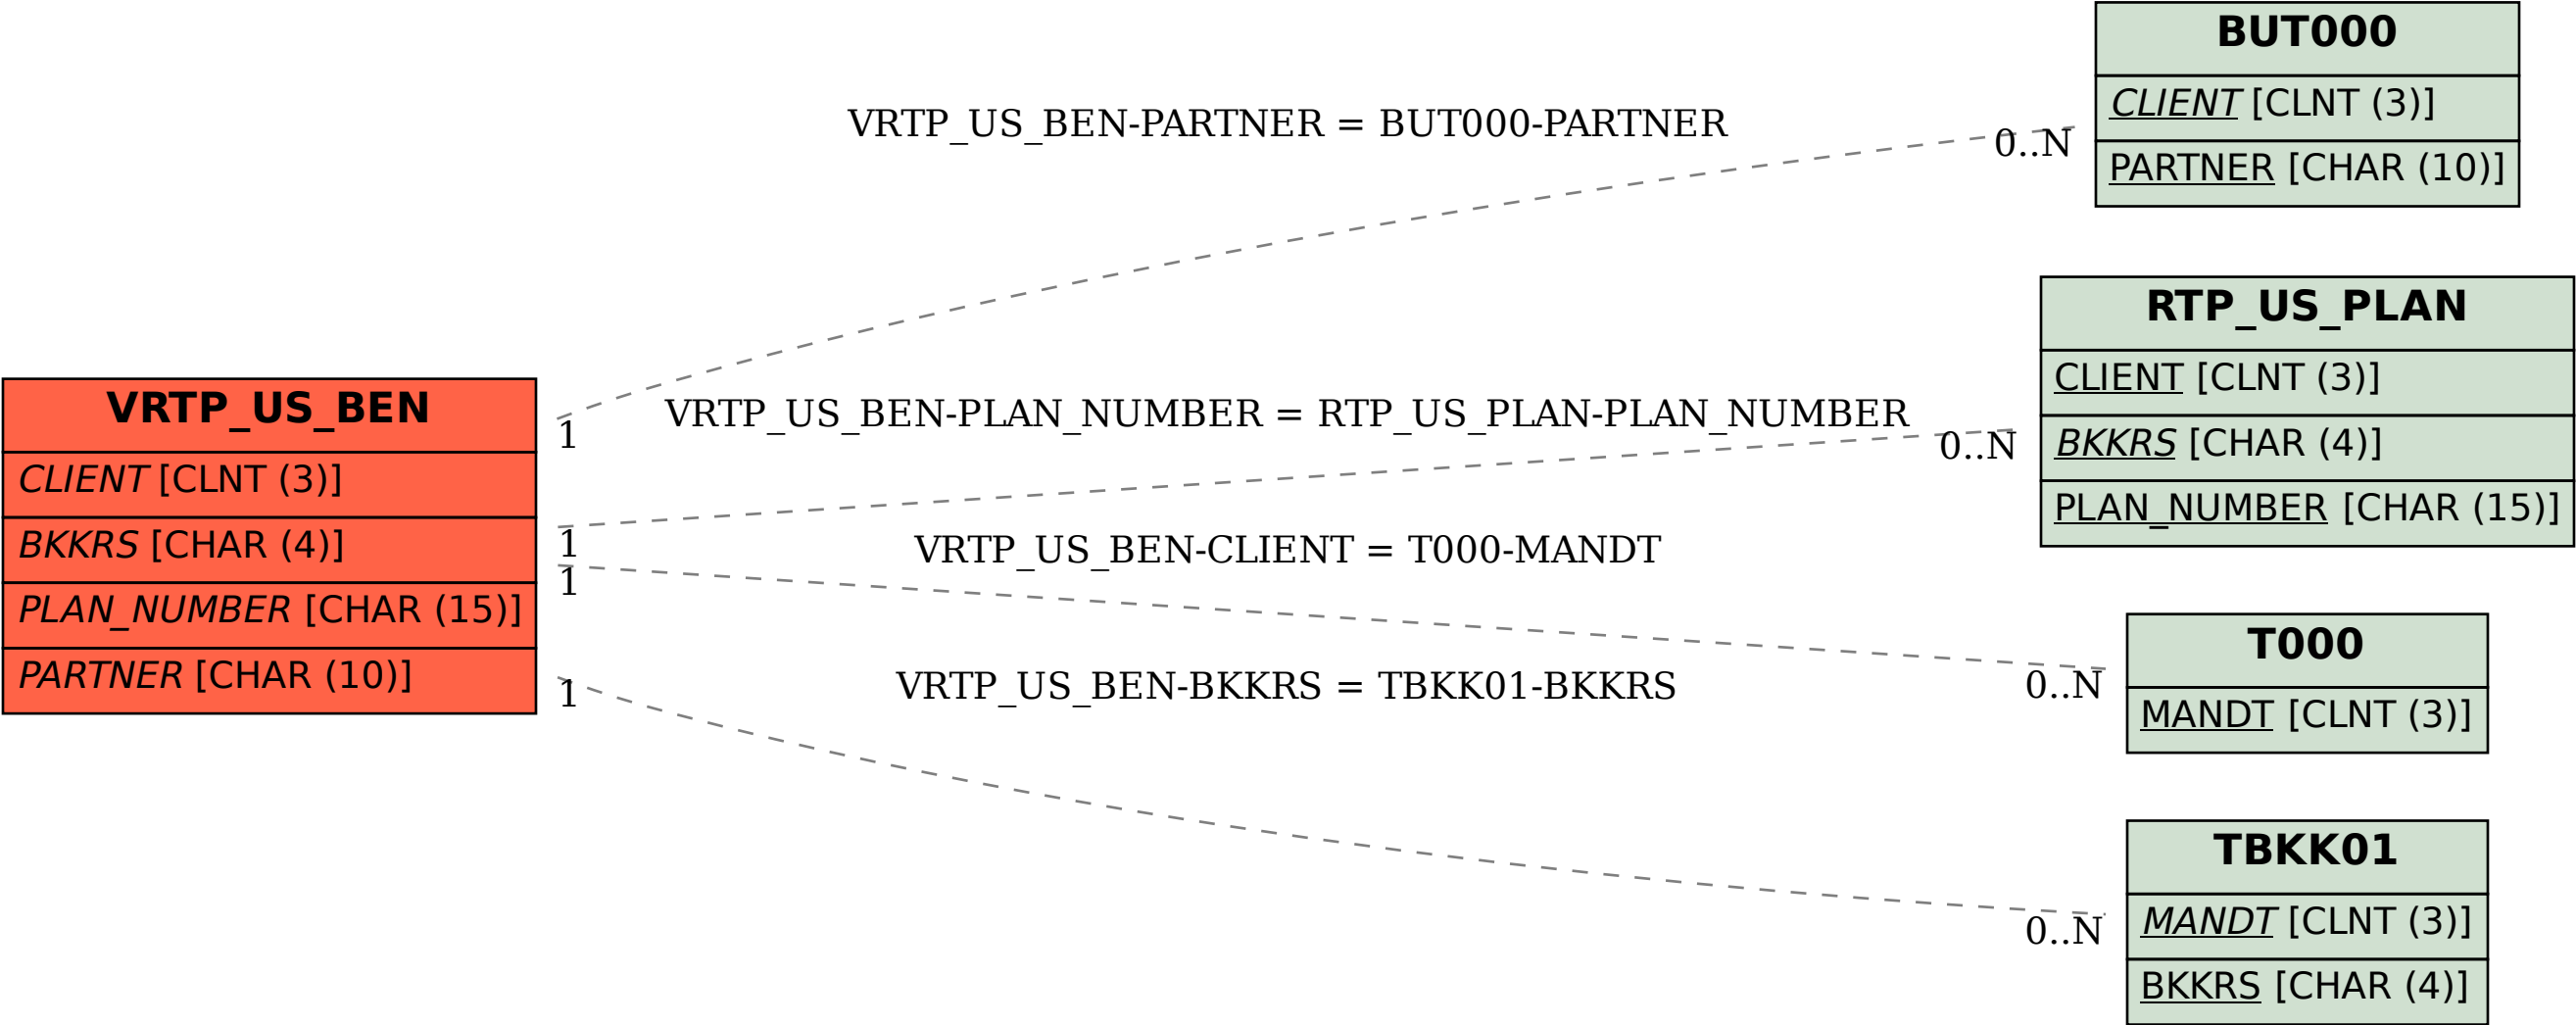 BUT000
CLIENT [CLNT (3)]
PARTNER [CHAR (10)]
VRTP_US_BEN-PARTNER = BUT000-PARTNER
0..N
RTP_US_PLAN
CLIENT [CLNT (3)]
BKKRS [CHAR (4)]
PLAN_NUMBER [CHAR (15)]
VRTP_US_BEN
CLIENT [CLNT (3)]
BKKRS [CHAR (4)]
PLAN_NUMBER [CHAR (15)]
PARTNER [CHAR (10)]
1
VRTP_US_BEN-PLAN_NUMBER = RTP_US_PLAN-PLAN_NUMBER
0..N
1
VRTP_US_BEN-CLIENT = T000-MANDT
1
0..N
T000
MANDT [CLNT (3)]
VRTP_US_BEN-BKKRS = TBKK01-BKKRS
1
0..N
TBKK01
MANDT [CLNT (3)]
BKKRS [CHAR (4)]